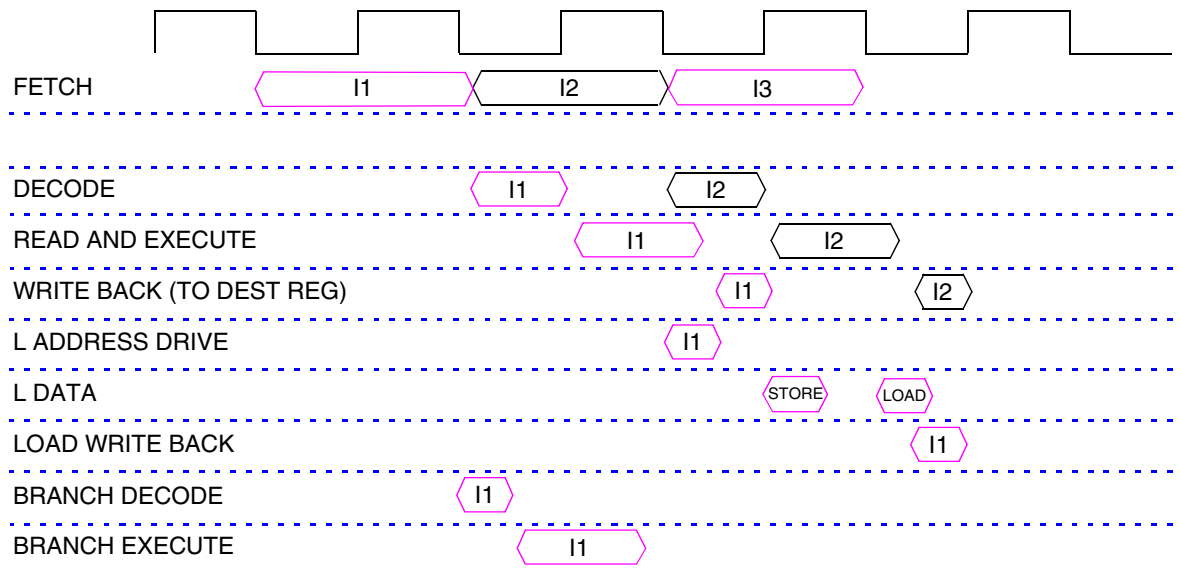 FETCH I1 I2 I3
DECODE I1 I2
READ AND EXECUTE I1 I2
WRITE BACK (TO DEST REG) I1 I2
L ADDRESS DRIVE I1
L DATA STORE LOAD
LOAD WRITE BACK I1
BRANCH DECODE I1
BRANCH EXECUTE I1